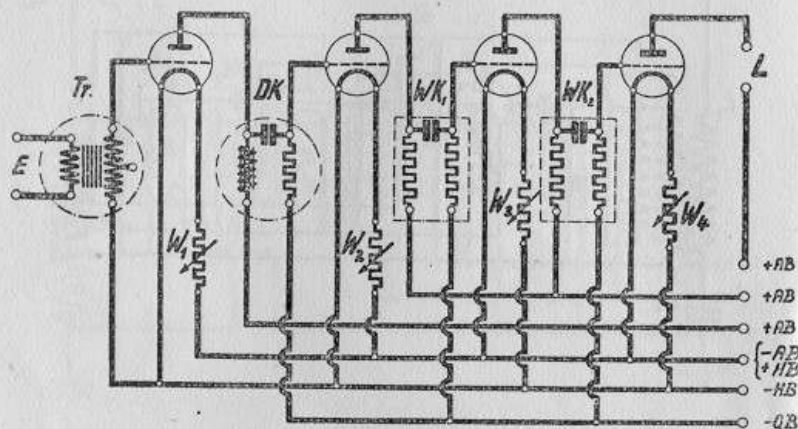 Tr.
DK
WK₁
WK₂
L
E
W₁
W₂
W₃
W₄
+AB
+AB
+AB
-AB
+HB
-HB
-GB